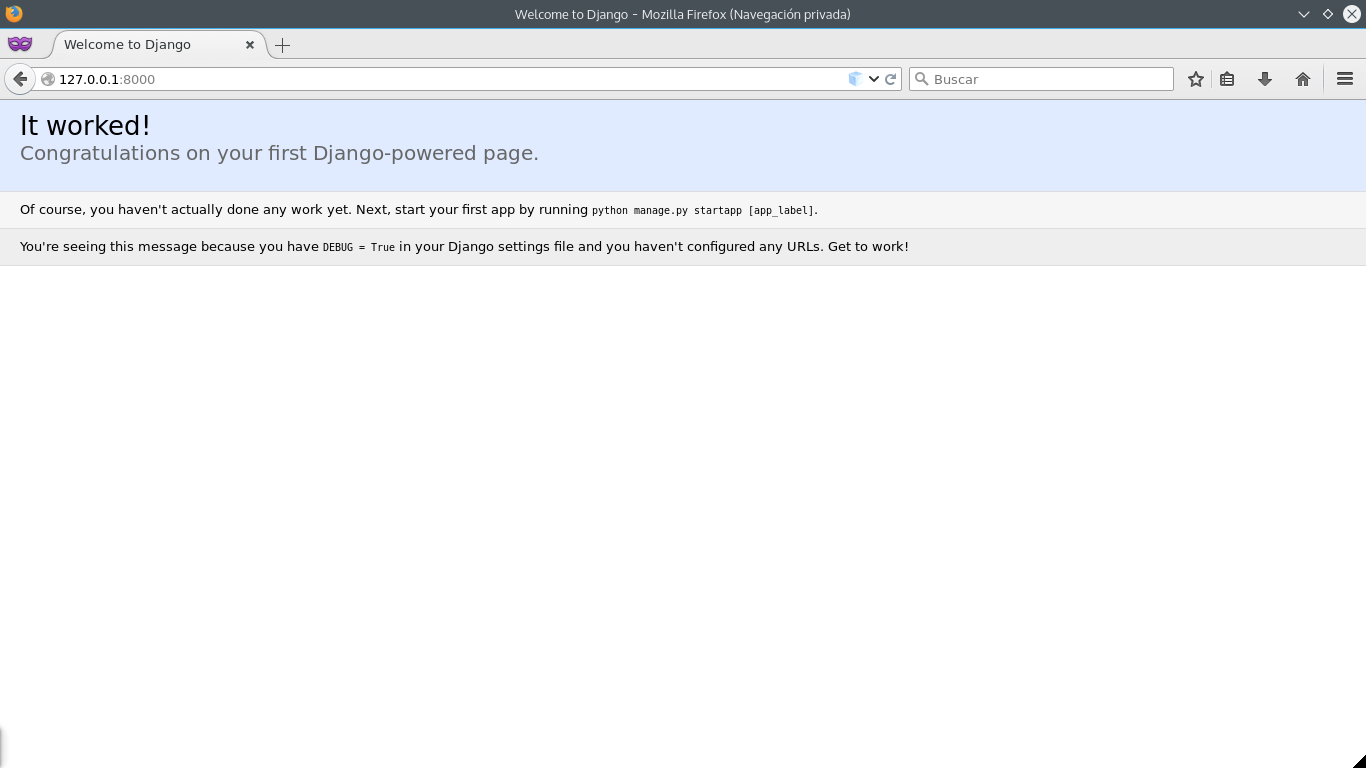 Welcome to Django - Mozilla Firefox (Navegación privada)
Welcome to Django
127.0.0.1:8000
Buscar
It worked!
Congratulations on your first Django-powered page.
Of course, you haven't actually done any work yet. Next, start your first app by running python manage.py startapp [app_label].
You're seeing this message because you have DEBUG = True in your Django settings file and you haven't configured any URLs. Get to work!